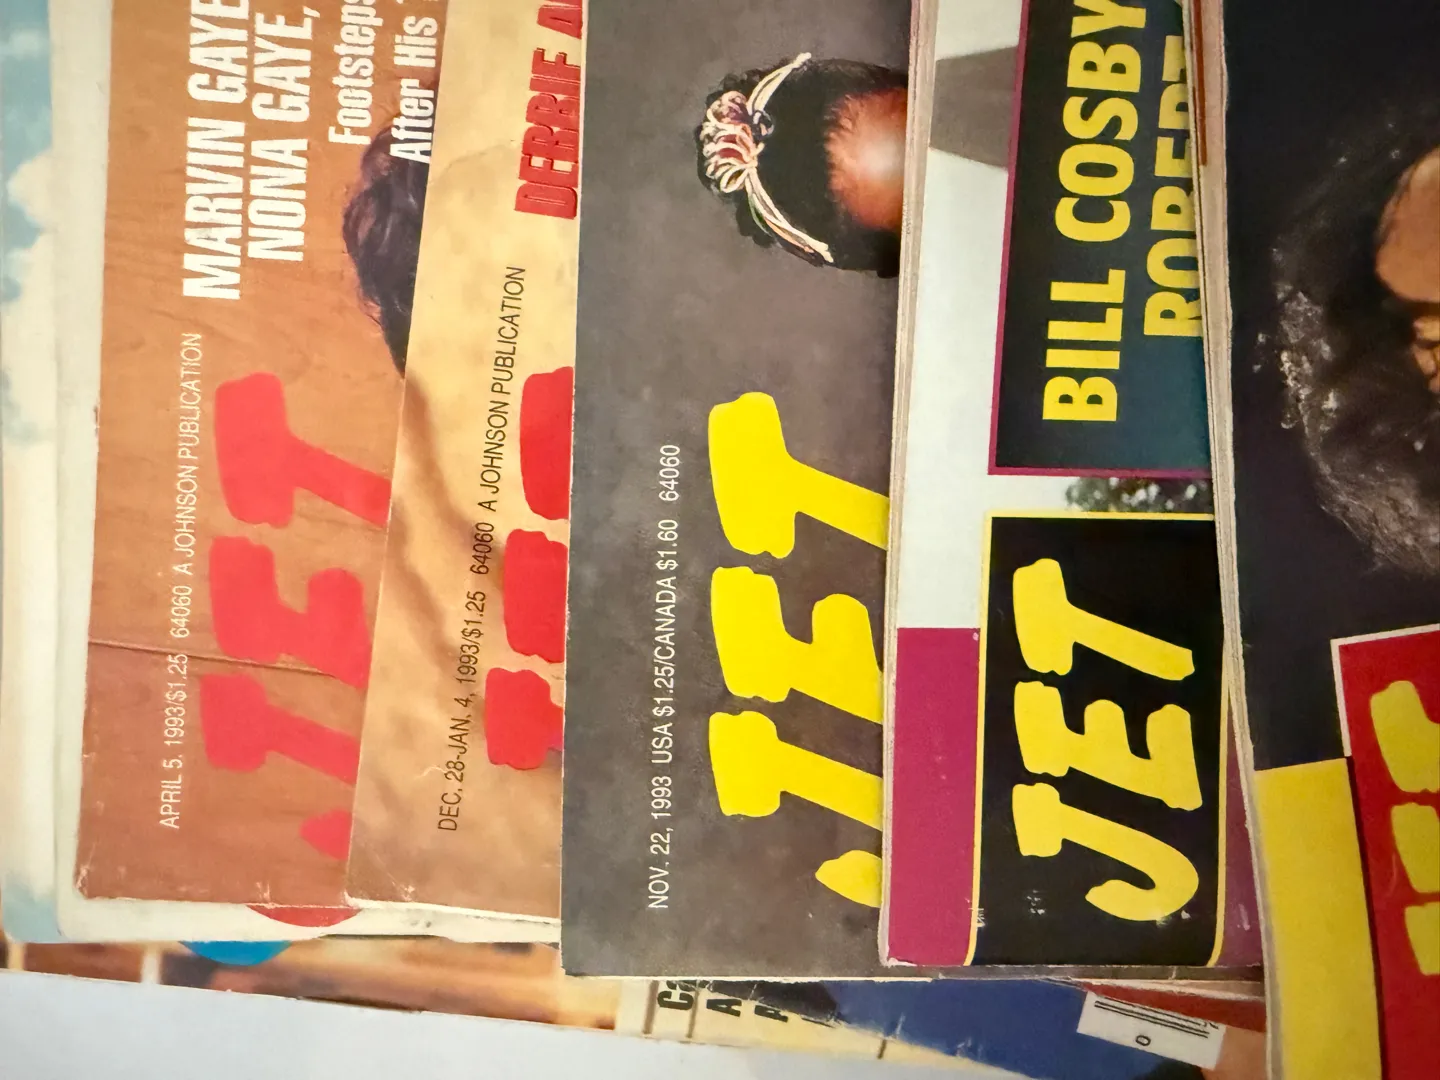 MARVIN GAYE
NONA GAYE,
Footsteps
After His
APRIL 5, 1993/$1.25 64060 A JOHNSON PUBLICATION
JET
DEBBIE
DEC. 28-JAN. 4, 1993/$1.25 64060 A JOHNSON PUBLICATION
NOV. 22, 1993 USA $1.25/CANADA $1.60 64060
JET
BILL COSBY
ROBERT
JET
0